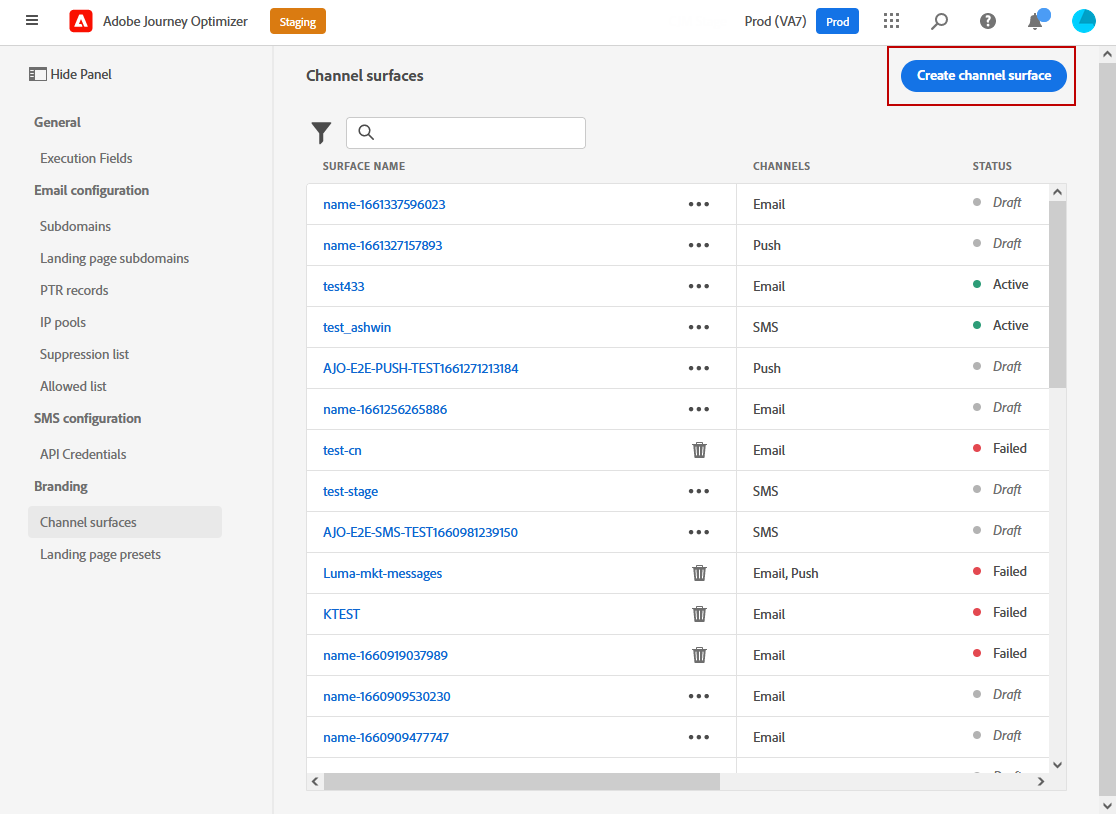 Adobe Journey Optimizer Staging Prod (VA7) Prod
Hide Panel
General
Execution Fields
Email configuration
Subdomains
Landing page subdomains
PTR records
IP pools
Suppression list
Allowed list
SMS configuration
API Credentials
Branding
Channel surfaces
Landing page presets
Channel surfaces
Create channel surface
SURFACE NAME CHANNELS STATUS
name-1661337596023 Email Draft
name-1661327157893 Push Draft
test433 Email Active
test_ashwin SMS Active
AJO-E2E-PUSH-TEST1661271213184 Push Draft
name-1661256265886 Email Draft
test-cn Email Failed
test-stage SMS Draft
AJO-E2E-SMS-TEST1660981239150 SMS Draft
Luma-mkt-messages Email, Push Failed
KTEST Email Failed
name-1660919037989 Email Failed
name-1660909530230 Email Draft
name-1660909477747 Email Draft